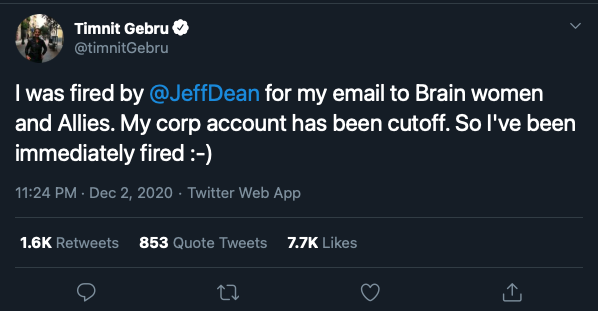 Timnit Gebru
@timnitGebru
I was fired by @JeffDean for my email to Brain women
and Allies. My corp account has been cutoff. So I've been
immediately fired :-)
11:24 PM · Dec 2, 2020 · Twitter Web App
1.6K Retweets 853 Quote Tweets 7.7K Likes